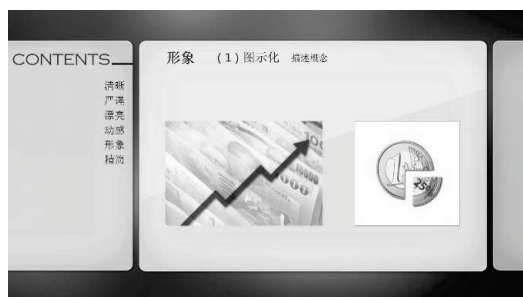 CONTENTS
清晰
严谨
漂亮
动感
形象
精简
形象 (1)图示化 描述概念